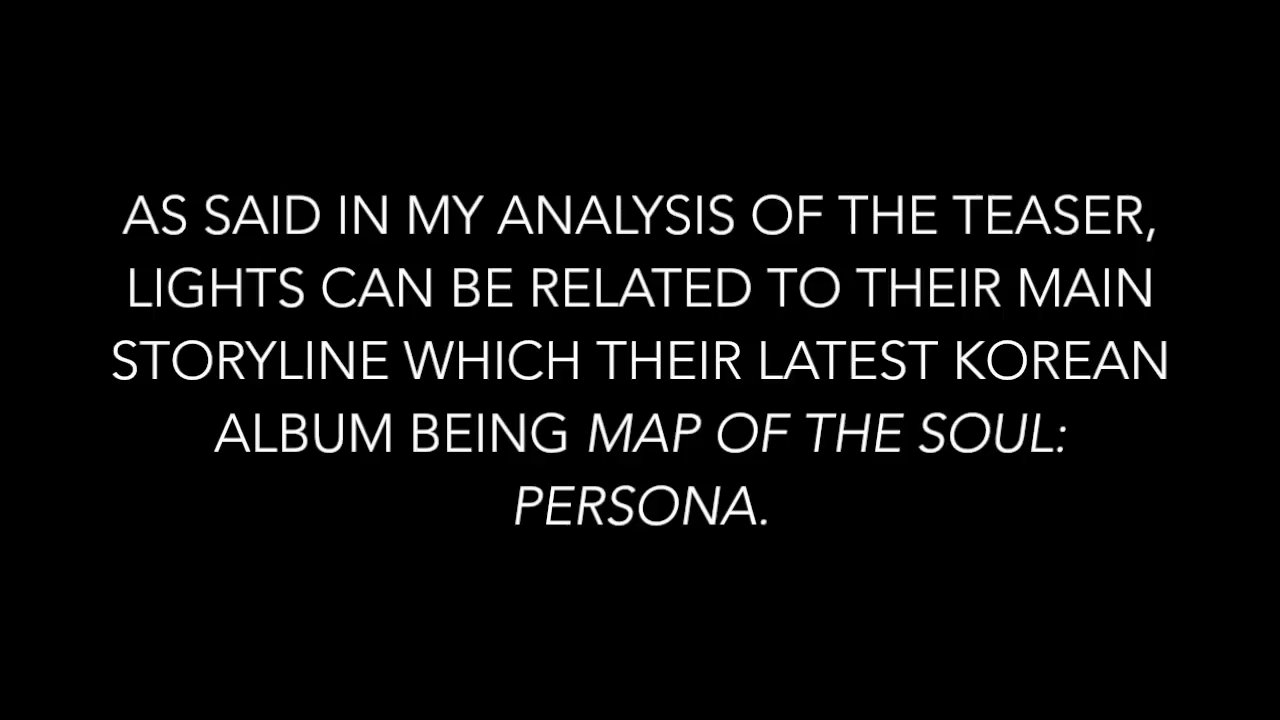 AS SAID IN MY ANALYSIS OF THE TEASER,
LIGHTS CAN BE RELATED TO THEIR MAIN
STORYLINE WHICH THEIR LATEST KOREAN
ALBUM BEING MAP OF THE SOUL:
PERSONA.